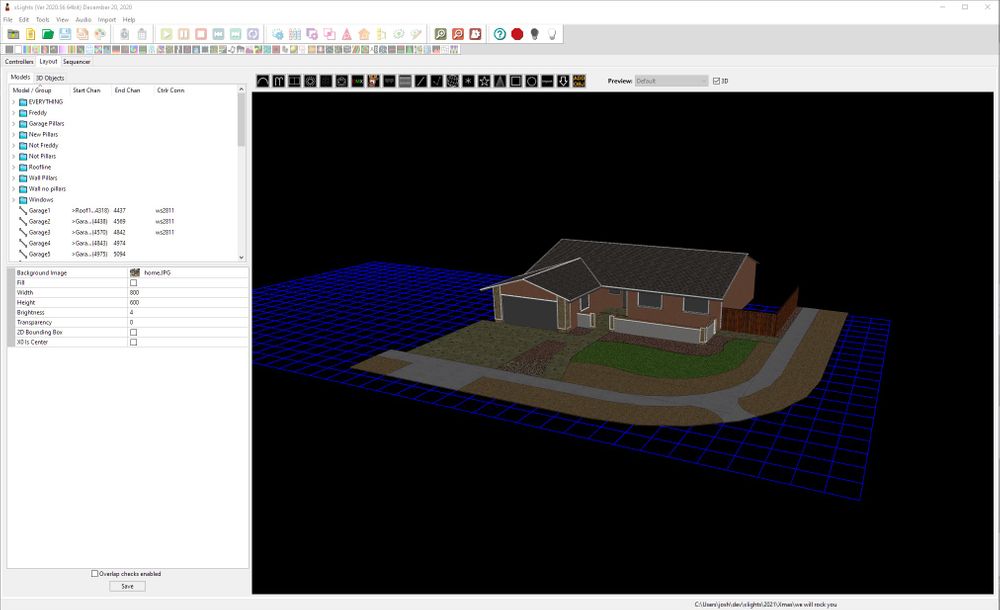 xLights (Ver 2020.56 64bit) December 20, 2020
File Edit Tools View Audio Import Help
Controllers Layout Sequencer
Models 3D Objects
Model / Group Start Chan End Chan Ctrlr Conn
EVERYTHING
Freddy
Garage Pillars
New Pillars
Not Freddy
Not Pillars
Roofline
Wall Pillars
Wall no pillars
Windows
Garage1 >Roofl...4318) 4437 ws2811
Garage2 >Gara...(4438) 4569 ws2811
Garage3 >Gara...(4570) 4842 ws2811
Garage4 >Gara...(4843) 4974
Garage5 >Gara...(4975) 5094
Background Image home.JPG
Fill
Width 800
Height 600
Brightness 4
Transparency 0
2D Bounding Box
X0 Is Center
Overlap checks enabled
Save
Preview: Default 3D
C:\Users\josh\dev\xlights\2021\Xmas\we will rock you